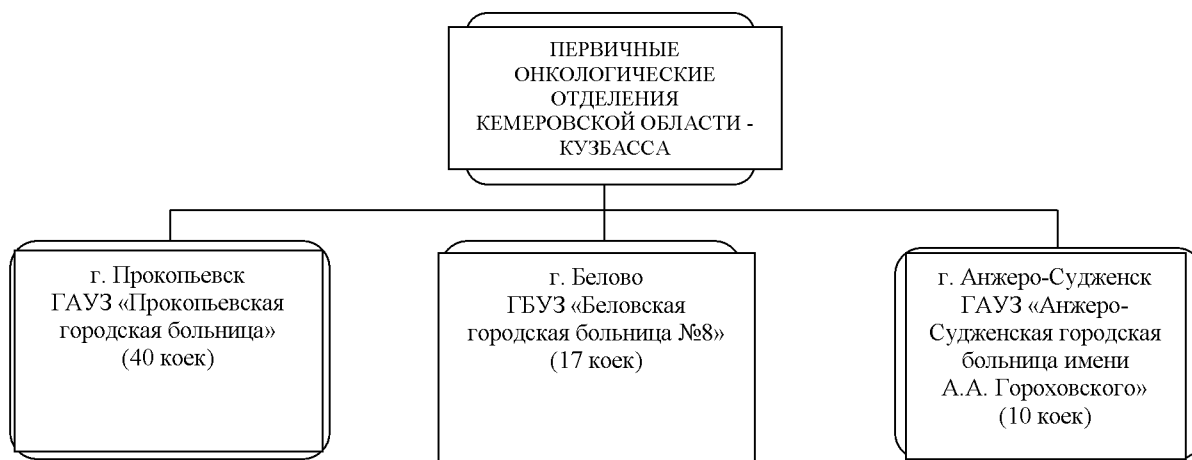 ПЕРВИЧНЫЕ
ОНКОЛОГИЧЕСКИЕ
ОТДЕЛЕНИЯ
КЕМЕРОВСКОЙ ОБЛАСТИ -
КУЗБАССА
г. Прокопьевск
ГАУЗ «Прокопьевская
городская больница»
(40 коек)
г. Белово
ГБУЗ «Беловская
городская больница №8»
(17 коек)
г. Анжеро-Судженск
ГАУЗ «Анжеро-
Судженская городская
больница имени
А.А. Гороховского»
(10 коек)